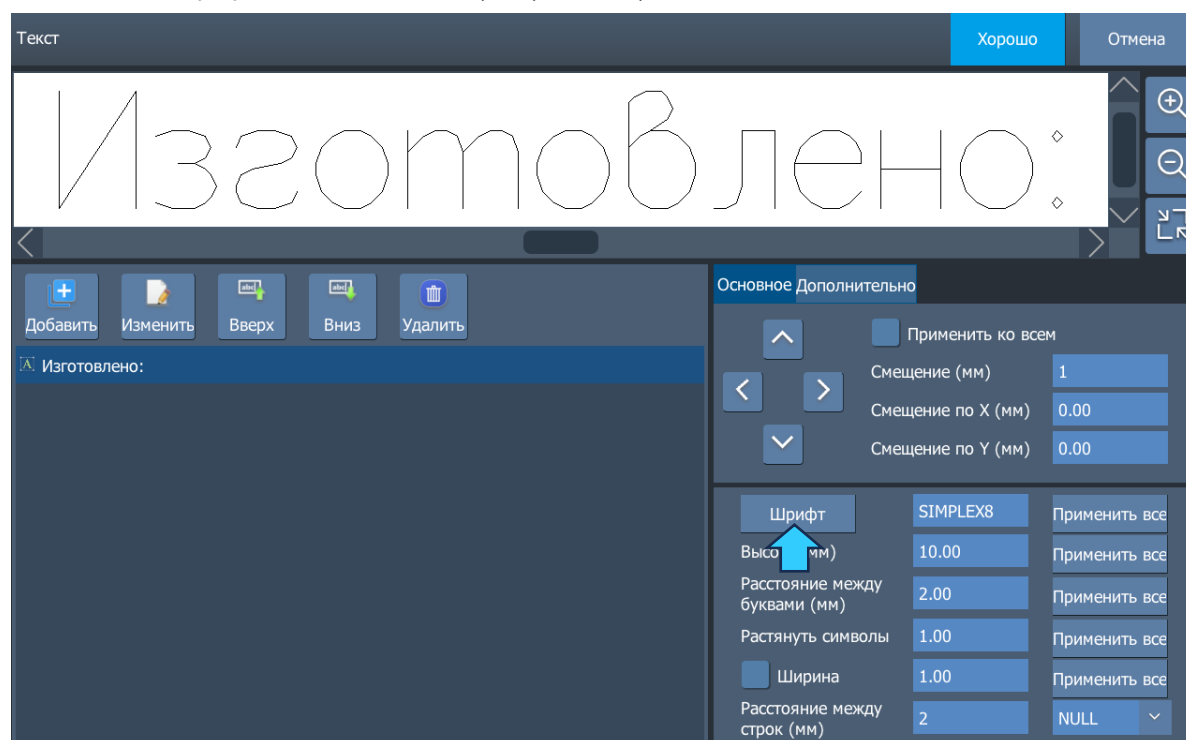 Текст Хорошо Отмена
Изготовлено:
Добавить Изменить Вверх Вниз Удалить
Изготовлено:
Основное Дополнительно
Применить ко всем
Смещение (мм) 1
Смещение по X (мм) 0.00
Смещение по Y (мм) 0.00
Шрифт SIMPLEX8 Применить все
мм) 10.00 Применить все
Расстояние между
буквами (мм) 2.00 Применить все
Растянуть символы 1.00 Применить все
Ширина 1.00 Применить все
Расстояние между
строк (мм) 2 NULL